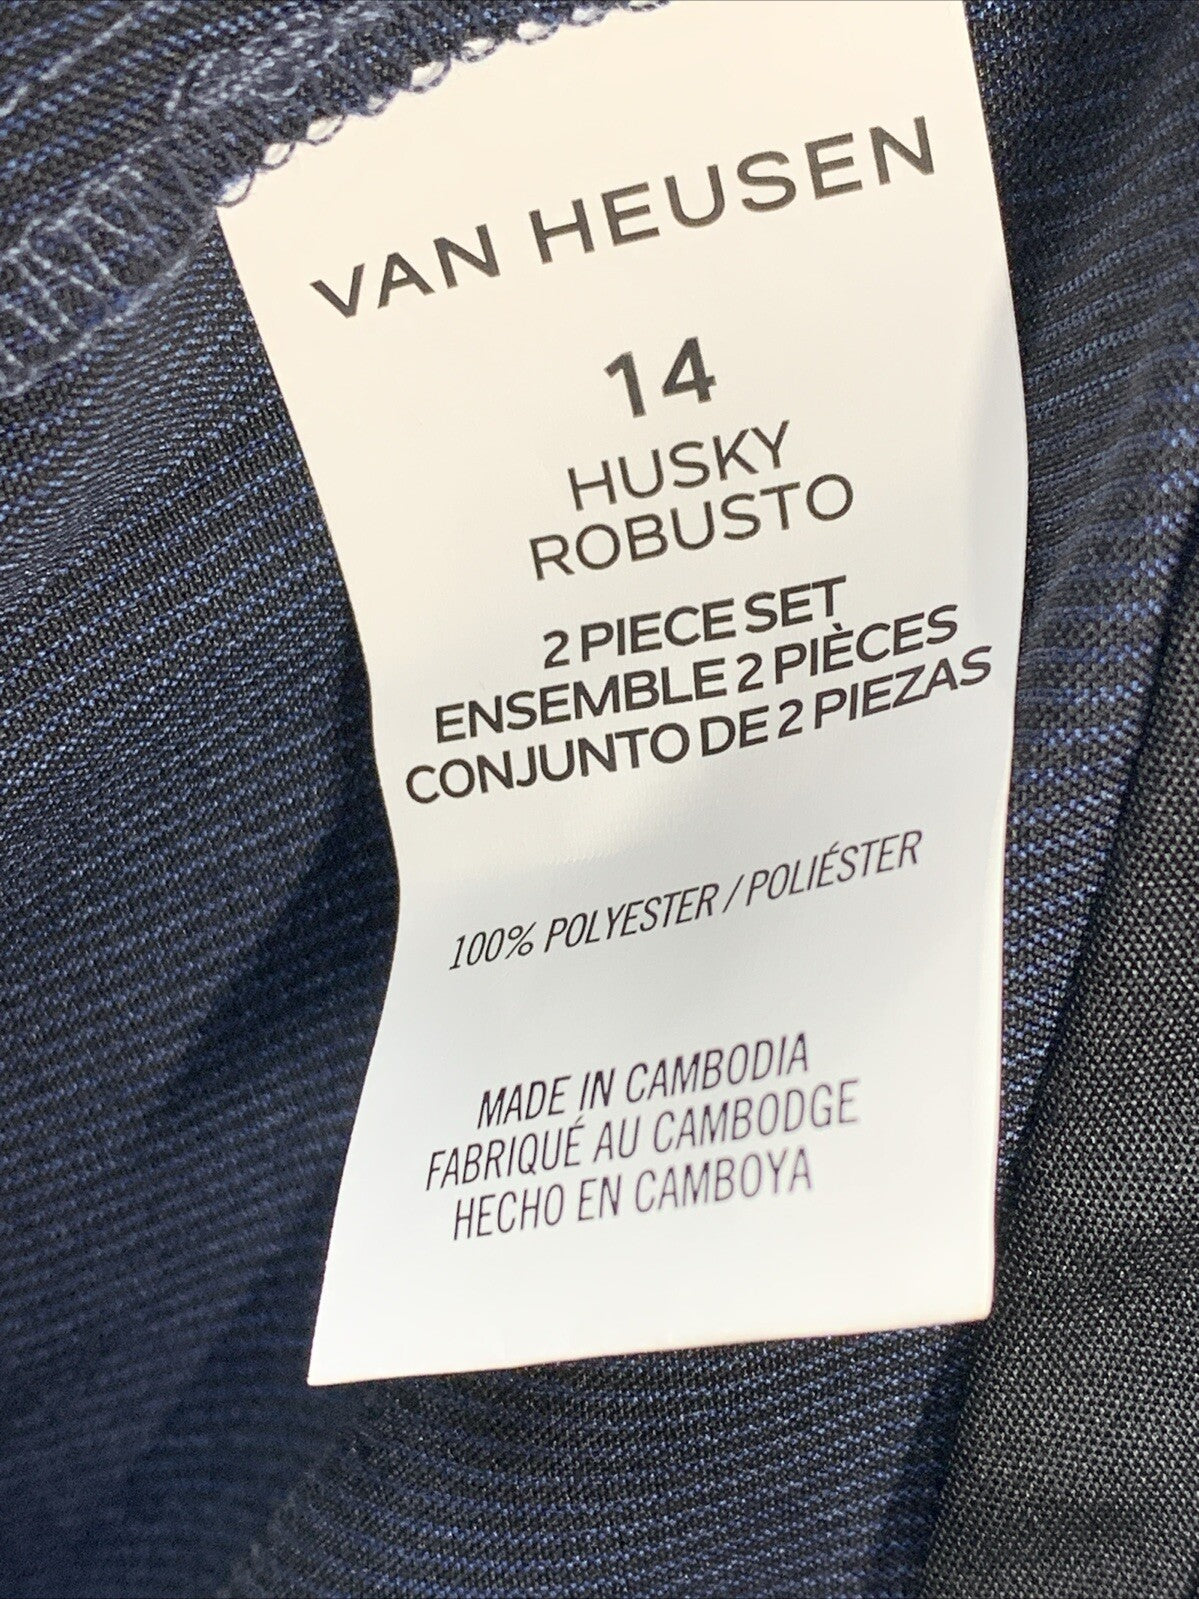 VAN HEUSEN
14
HUSKY
ROBUSTO
2 PIECE SET
ENSEMBLE 2 PIÈCES
CONJUNTO DE 2 PIEZAS
100% POLYESTER / POLIÉSTER
MADE IN CAMBODIA
FABRIQUÉ AU CAMBODGE
HECHO EN CAMBOYA